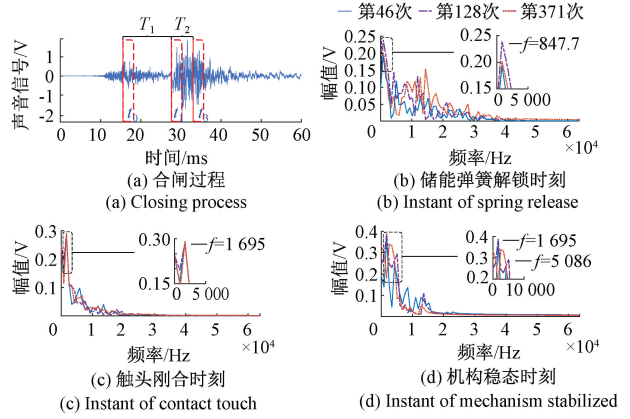 第46次 第128次 第371次
T1 T2
声音信号/V
1
0
-1
-2
0 10 20 30 40 50 60
时间/ms
(a) 合闸过程
(a) Closing process
幅值/V
0.25
0.20
0.15
0.10
0.05
f=847.7
0.25
0.20
0.15
0 5 000
0 1 2 3 4 5 6
×10⁴
频率/Hz
(b) 储能弹簧解锁时刻
(b) Instant of spring release
幅值/V
0.3
0.2
0.1
f=1 695
0.30
0.15
0 5 000
0 1 2 3 4 5 6
×10⁴
频率/Hz
(c) 触头刚合时刻
(c) Instant of contact touch
幅值/V
0.4
0.3
0.2
0.1
f=1 695
f=5 086
0.4
0.3
0.2
0 10 000
0 1 2 3 4 5 6
×10⁴
频率/Hz
(d) 机构稳态时刻
(d) Instant of mechanism stabilized